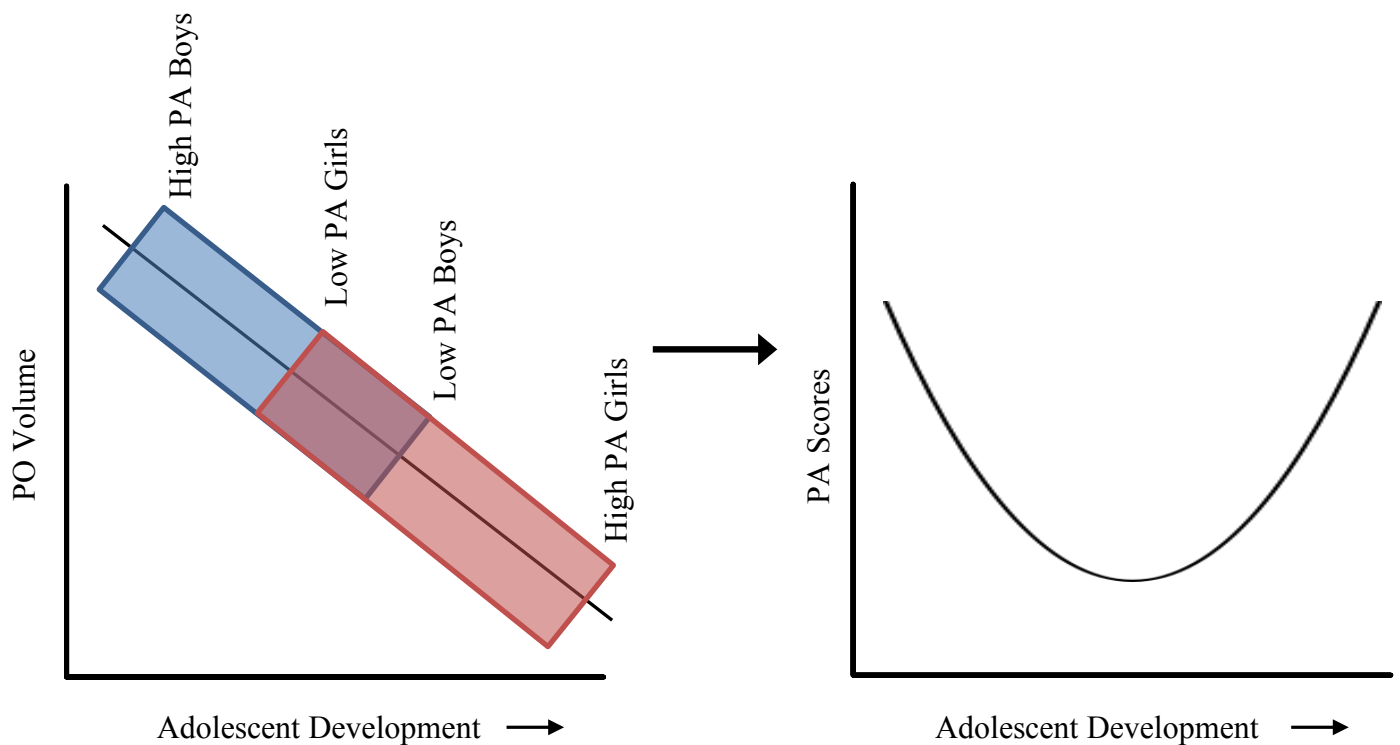 High PA Boys
Low PA Girls
Low PA Boys
High PA Girls
PO Volume
Adolescent Development
PA Scores
Adolescent Development